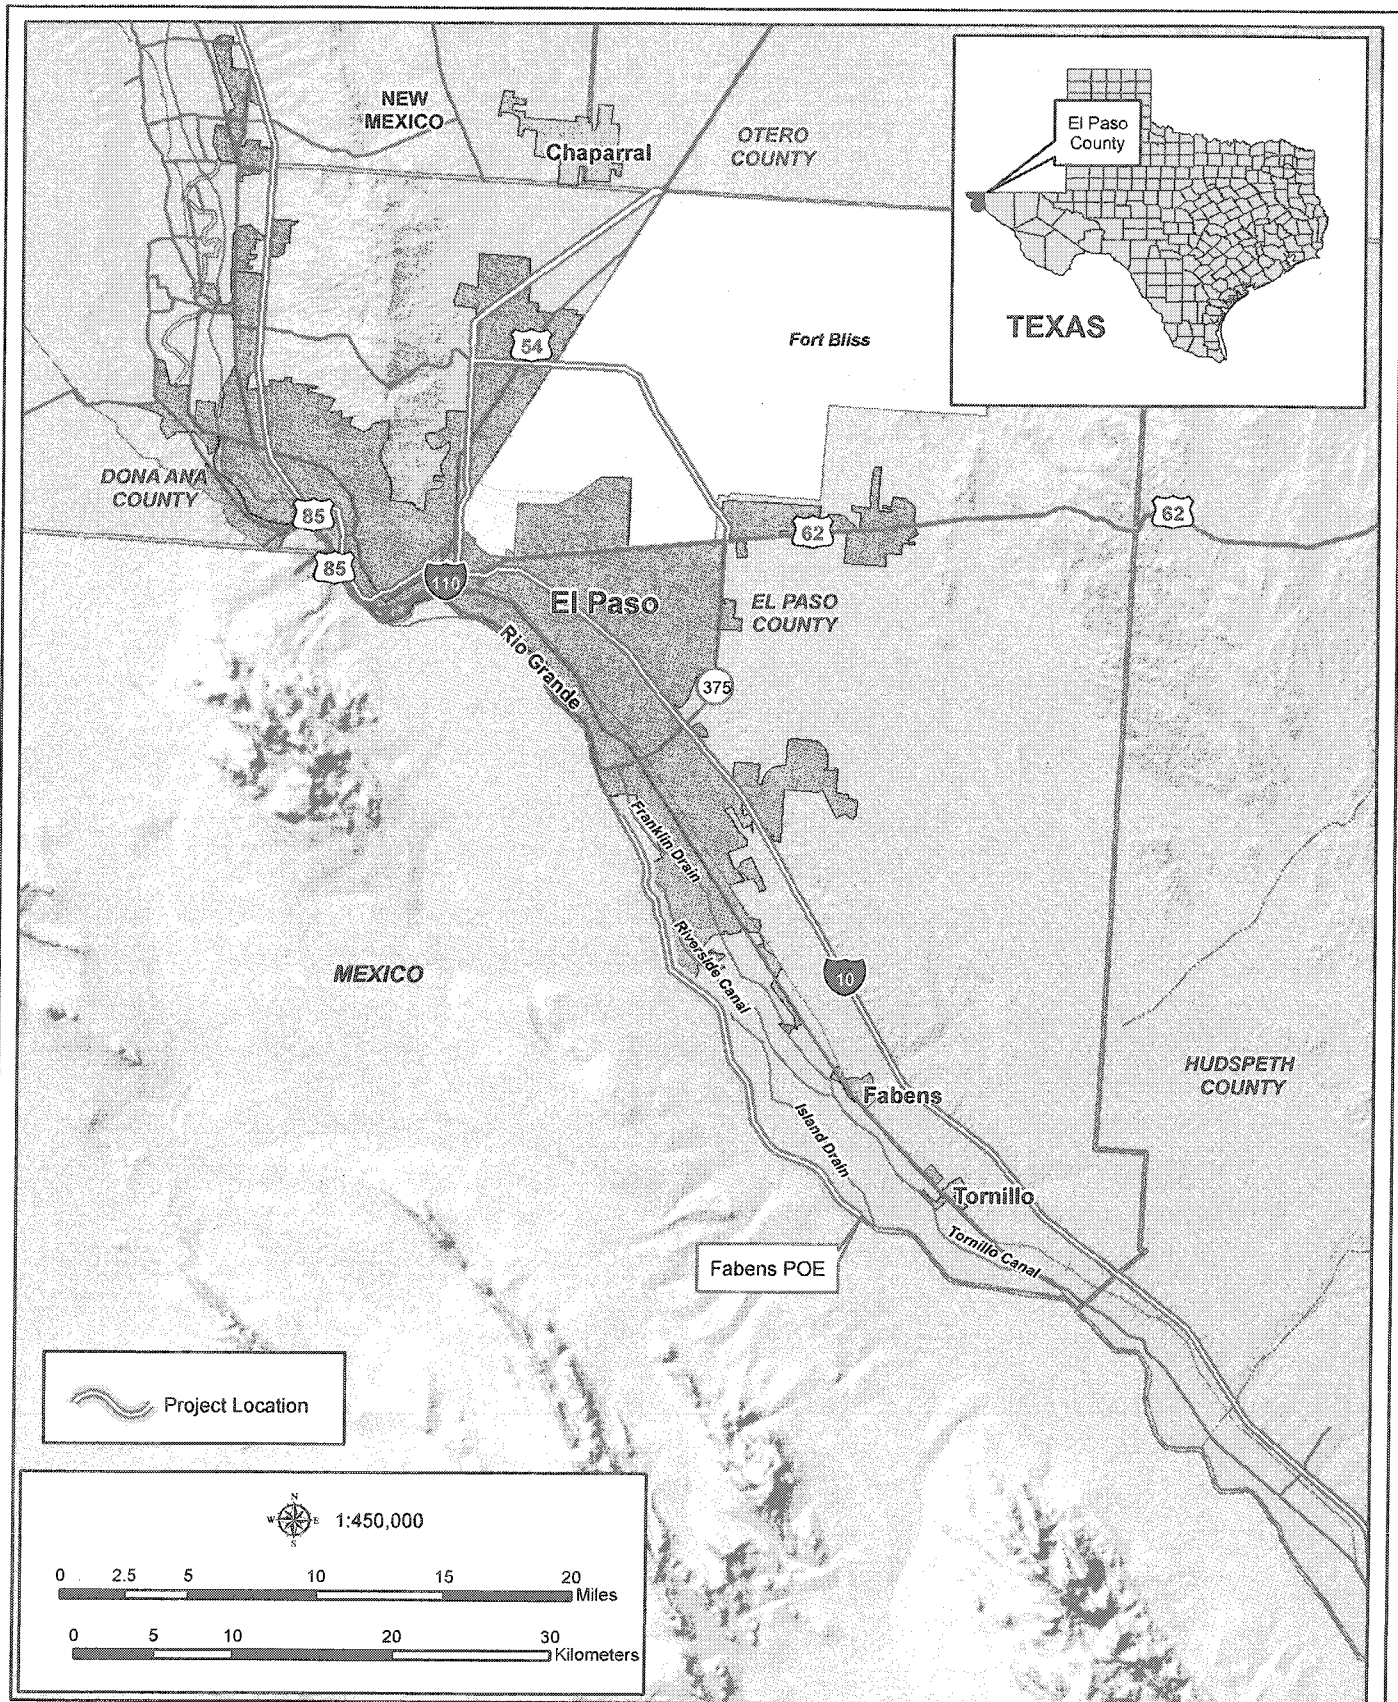 NEW
MEXICO
Chaparral
OTERO
COUNTY
El Paso
County
TEXAS
Fort Bliss
54
DONA ANA
COUNTY
85
85
62
62
110
El Paso
EL PASO
COUNTY
Rio Grande
375
Franklin Drain
Riverside Canal
MEXICO
10
HUDSPETH
COUNTY
Fabens
Island Drain
Tornillo
Tornillo Canal
Fabens POE
Project Location
N
W E
S
1:450,000
0 2.5 5 10 15 20
Miles
0 5 10 20 30
Kilometers